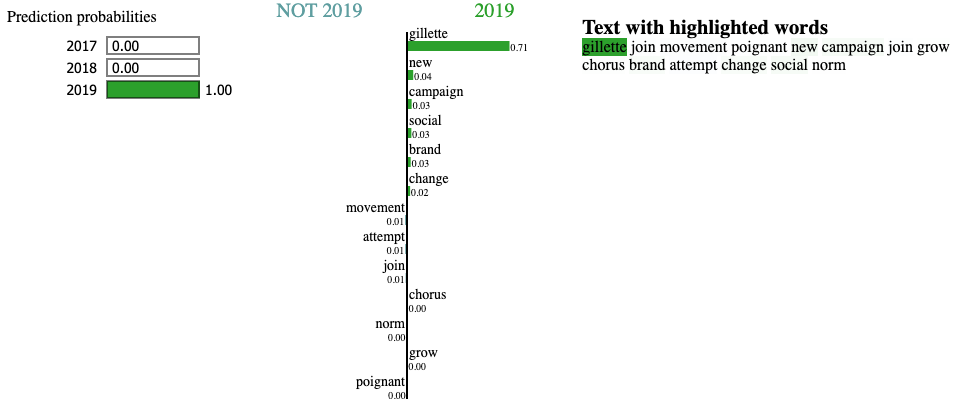 Prediction probabilities
2017 0.00
2018 0.00
2019 1.00
NOT 2019 2019
gillette
0.71
new
0.04
campaign
0.03
social
0.03
brand
0.03
change
0.02
movement
0.01
attempt
0.01
join
0.01
chorus
0.00
norm
0.00
grow
0.00
poignant
0.00
Text with highlighted words
gillette join movement poignant new campaign join grow
chorus brand attempt change social norm